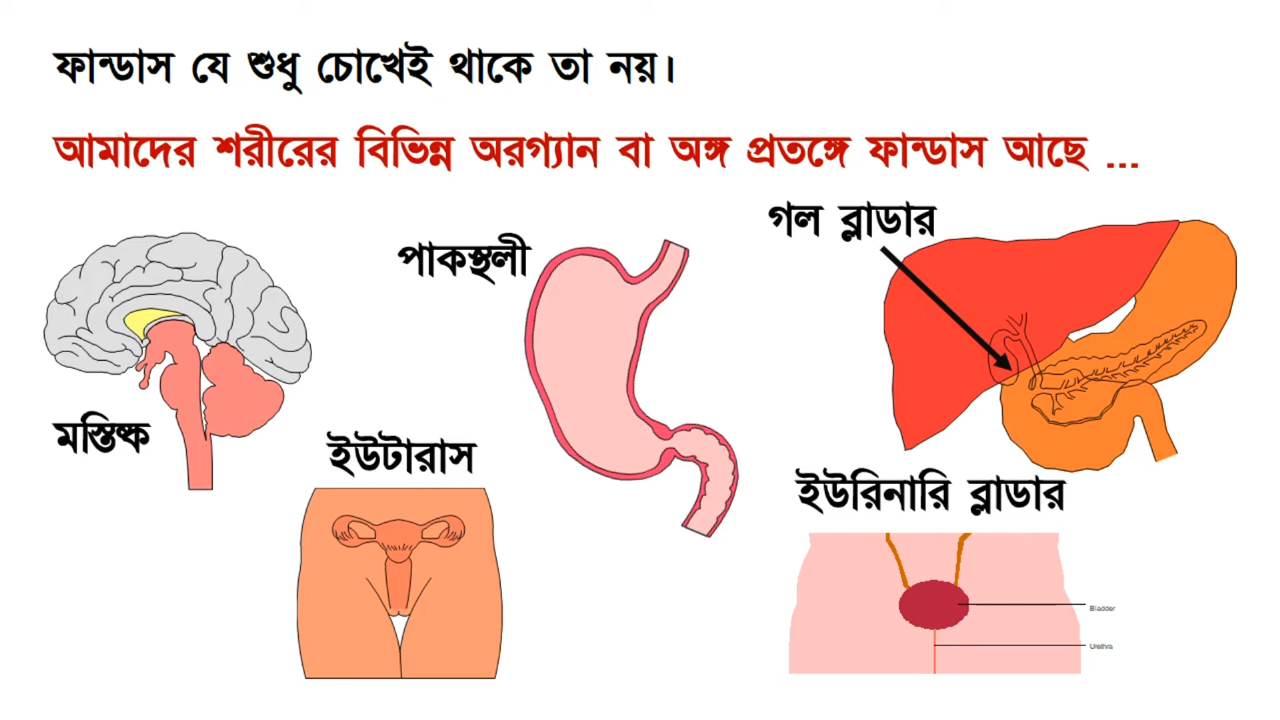 ফান্ডাস যে শুধু চোখেই থাকে তা নয়।
আমাদের শরীরের বিভিন্ন অরগ্যান বা অঙ্গ প্রতঙ্গে ফান্ডাস আছে ...
গল ব্লাডার
পাকস্থলী
মস্তিষ্ক
ইউটারাস
ইউরিনারি ব্লাডার
Bladder
Urethra